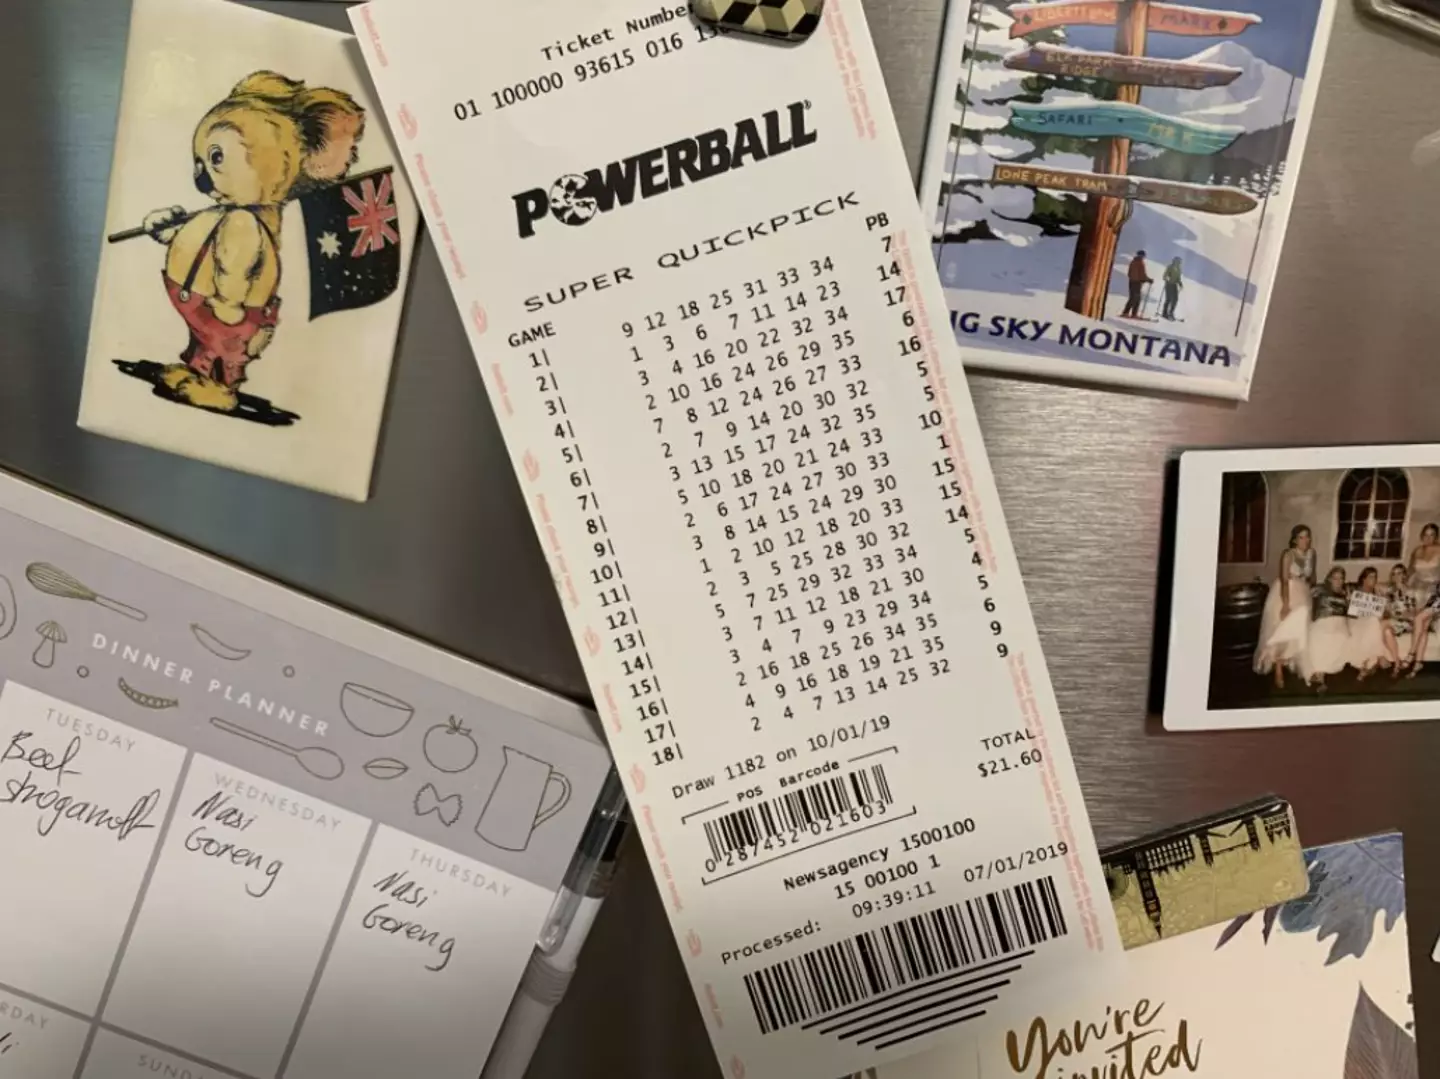 Ticket Number
01 100000 93615 016
POWERBALL
SUPER QUICKPICK
GAME PB
1| 9 12 18 25 31 33 34 7
2| 1 3 6 7 11 14 23 14
3| 3 4 16 20 22 32 34 17
4| 2 10 16 24 26 29 35 6
5| 7 8 12 24 26 27 33 16
6| 2 7 9 14 20 30 32 5
7| 3 13 15 17 24 32 35 5
8| 5 10 18 20 21 24 33 10
9| 2 6 17 24 27 30 33 1
10| 3 8 14 15 24 29 30 15
11| 1 2 10 12 18 20 33 15
12| 2 3 5 25 28 30 32 14
13| 5 7 25 29 32 33 34 5
14| 3 7 11 12 18 21 30 4
15| 3 4 7 9 23 29 34 5
16| 2 16 18 25 26 34 35 6
17| 4 9 16 18 19 21 35 9
18| 2 4 7 13 14 25 32 9
Draw 1182 on 10/01/19
TOTAL
$21.60
POS Barcode
0 287452 021603
Newsagency 1500100
15 00100 1
Processed: 09:39:11 07/01/2019
ELK PARK
RIDGE
SAFARI MR K
LONE PEAK TRAM
SKY MONTANA
DINNER PLANNER
TUESDAY
Beef
stroganoff
WEDNESDAY
Nasi
Goreng
THURSDAY
Nasi
Goreng
You're
invited